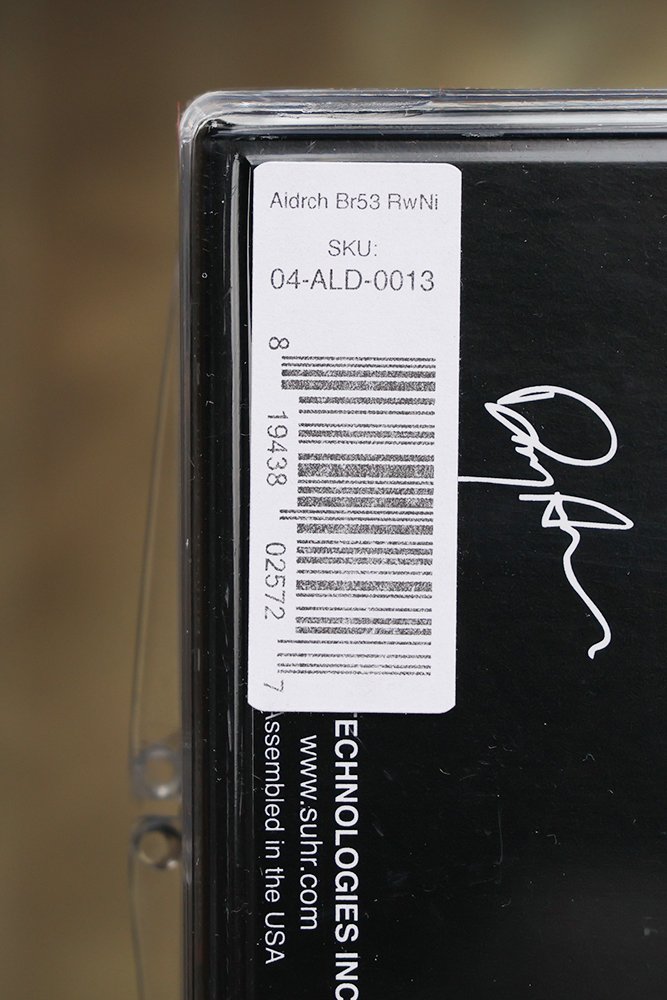 Aldrch Br53 RwNi
SKU:
04-ALD-0013
8 19438 02572 7
ECHNOLOGIES INC
www.suhr.com
Assembled in the USA